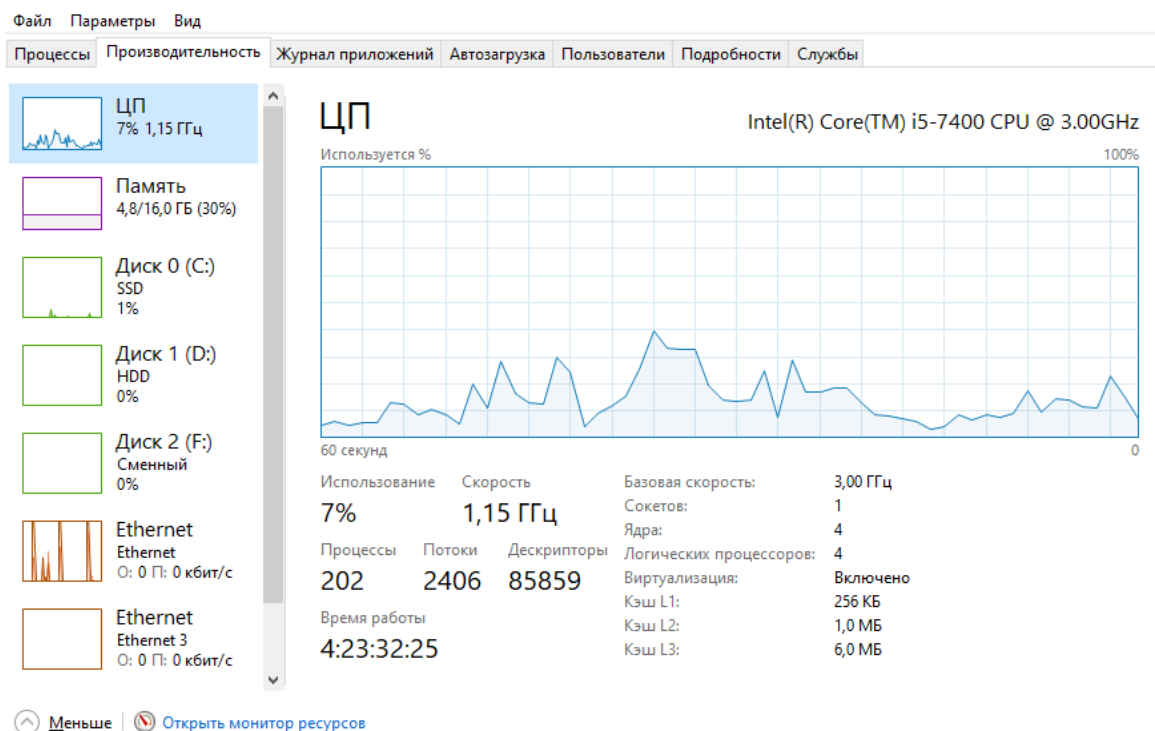 Файл Параметры Вид
Процессы Производительность Журнал приложений Автозагрузка Пользователи Подробности Службы
ЦП
7% 1,15 ГГц
Память
4,8/16,0 ГБ (30%)
Диск 0 (C:)
SSD
1%
Диск 1 (D:)
HDD
0%
Диск 2 (F:)
Сменный
0%
Ethernet
Ethernet
О: 0 П: 0 кбит/с
Ethernet
Ethernet 3
О: 0 П: 0 кбит/с
ЦП Intel(R) Core(TM) i5-7400 CPU @ 3.00GHz
Используется % 100%
60 секунд 0
Использование Скорость
7% 1,15 ГГц
Процессы Потоки Дескрипторы
202 2406 85859
Время работы
4:23:32:25
Базовая скорость: 3,00 ГГц
Сокетов: 1
Ядра: 4
Логических процессоров: 4
Виртуализация: Включено
Кэш L1: 256 КБ
Кэш L2: 1,0 МБ
Кэш L3: 6,0 МБ
Меньше Открыть монитор ресурсов